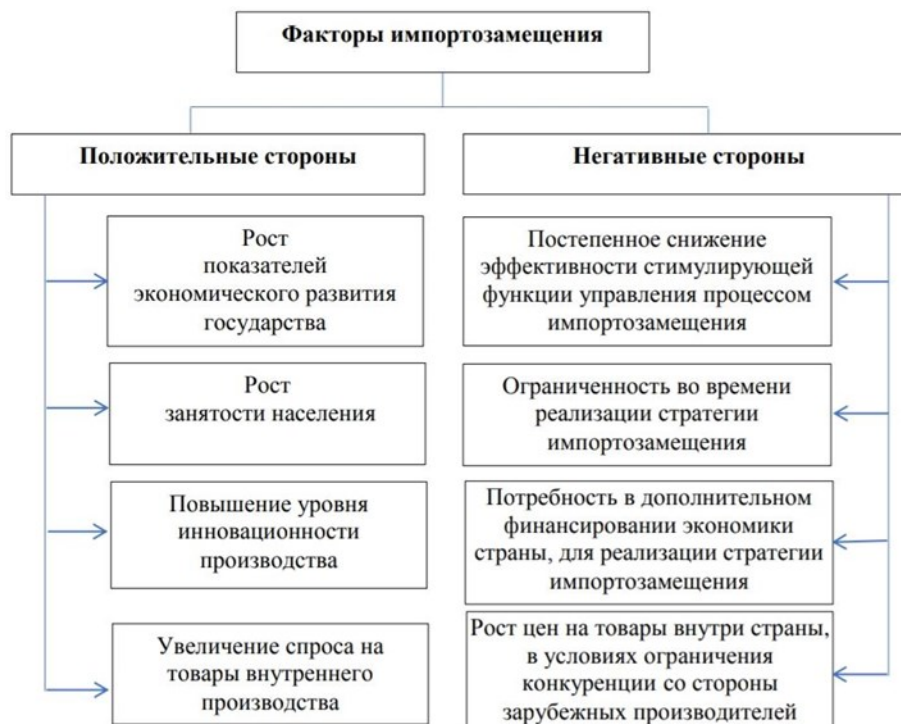 Факторы импортозамещения
Положительные стороны
Рост
показателей
экономического развития
государства
Рост
занятости населения
Повышение уровня
инновационности
производства
Увеличение спроса на
товары внутреннего
производства
Негативные стороны
Постепенное снижение
эффективности стимулирующей
функции управления процессом
импортозамещения
Ограниченность во времени
реализации стратегии
импортозамещения
Потребность в дополнительном
финансировании экономики
страны, для реализации стратегии
импортозамещения
Рост цен на товары внутри страны,
в условиях ограничения
конкуренции со стороны
зарубежных производителей